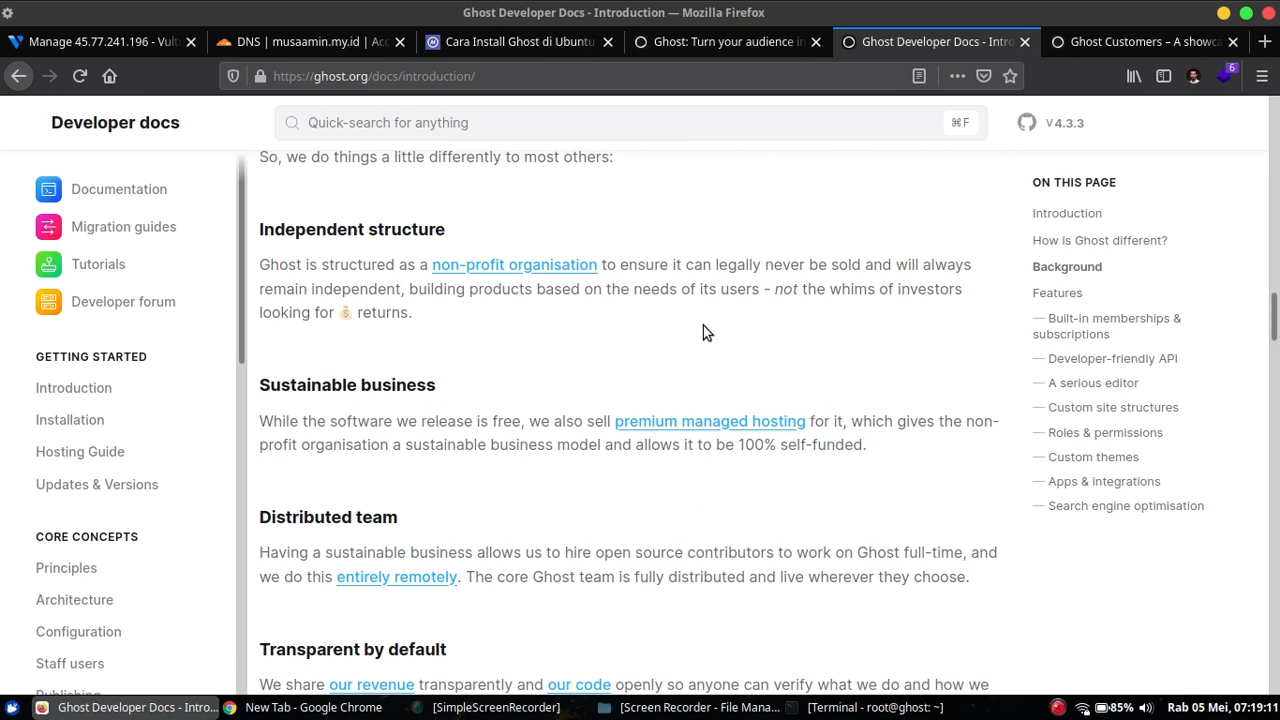 Ghost Developer Docs - Introduction — Mozilla Firefox
Manage 45.77.241.196 - Vult
DNS | musaamin.my.id | Acc
Cara Install Ghost di Ubuntu
Ghost: Turn your audience in
Ghost Developer Docs - Intro
Ghost Customers – A showca
https://ghost.org/docs/introduction/
6
Developer docs
Quick-search for anything
⌘F
V 4.3.3
Documentation
Migration guides
Tutorials
Developer forum
GETTING STARTED
Introduction
Installation
Hosting Guide
Updates & Versions
CORE CONCEPTS
Principles
Architecture
Configuration
Staff users
Publishing
So, we do things a little differently to most others:
Independent structure
Ghost is structured as a non-profit organisation to ensure it can legally never be sold and will always
remain independent, building products based on the needs of its users - not the whims of investors
looking for 💰 returns.
Sustainable business
While the software we release is free, we also sell premium managed hosting for it, which gives the non-
profit organisation a sustainable business model and allows it to be 100% self-funded.
Distributed team
Having a sustainable business allows us to hire open source contributors to work on Ghost full-time, and
we do this entirely remotely. The core Ghost team is fully distributed and live wherever they choose.
Transparent by default
We share our revenue transparently and our code openly so anyone can verify what we do and how we
ON THIS PAGE
Introduction
How is Ghost different?
Background
Features
— Built-in memberships &
subscriptions
— Developer-friendly API
— A serious editor
— Custom site structures
— Roles & permissions
— Custom themes
— Apps & integrations
— Search engine optimisation
Ghost Developer Docs - Intro...
New Tab - Google Chrome
[SimpleScreenRecorder]
[Screen Recorder - File Mana...
[Terminal - root@ghost: ~]
85%
Rab 05 Mei, 07:19:11